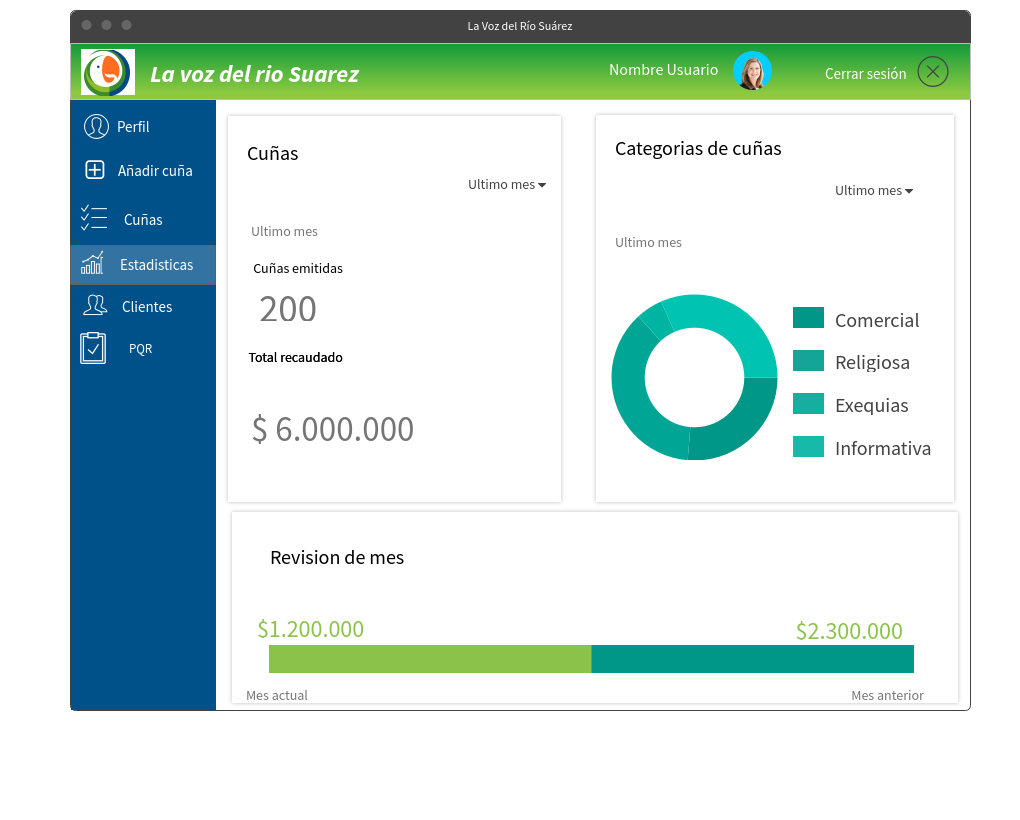 La Voz del Río Suárez
La voz del rio Suarez
Nombre Usuario
Cerrar sesión
Perfil
Añadir cuña
Cuñas
Estadisticas
Clientes
PQR
Cuñas
Ultimo mes
Ultimo mes
Cuñas emitidas
200
Total recaudado
$ 6.000.000
Categorias de cuñas
Ultimo mes
Ultimo mes
Comercial
Religiosa
Exequias
Informativa
Revision de mes
$1.200.000
$2.300.000
Mes actual
Mes anterior